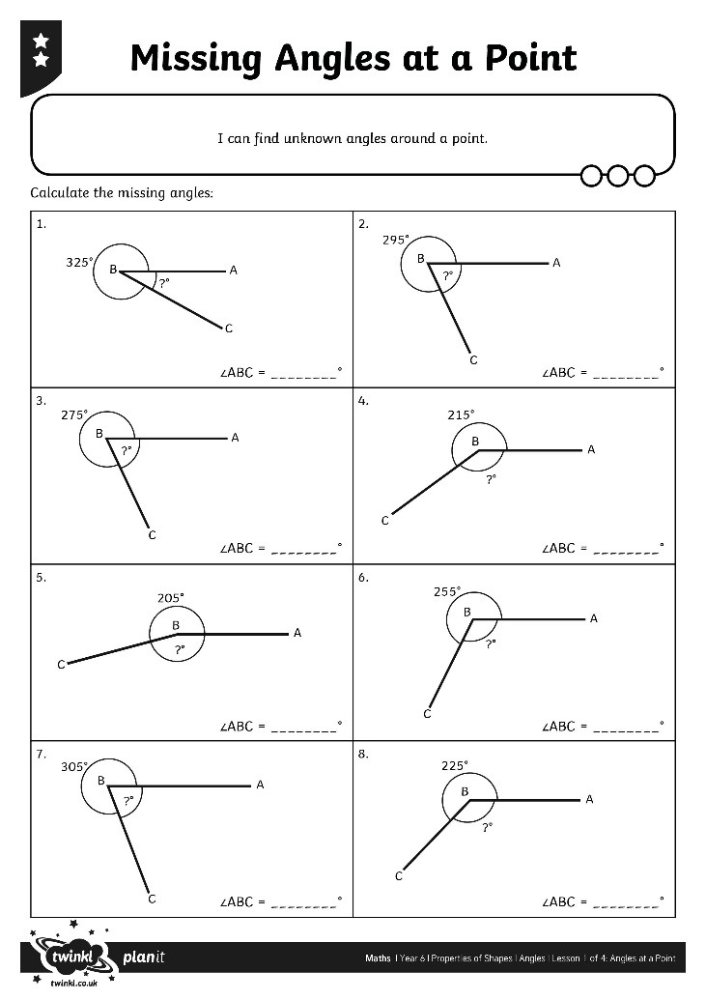 Missing Angles at a Point
I can find unknown angles around a point.
Calculate the missing angles:
1.
325°
B
A
?°
C
∠ABC = ________°
2.
295°
B
A
?°
C
∠ABC = ________°
3.
275°
B
A
?°
C
∠ABC = ________°
4.
215°
B
A
?°
C
∠ABC = ________°
5.
205°
B
A
?°
C
∠ABC = ________°
6.
255°
B
A
?°
C
∠ABC = ________°
7.
305°
B
A
?°
C
∠ABC = ________°
8.
225°
B
A
?°
C
∠ABC = ________°
twinkl planit
twinkl.co.uk
Maths | Year 6 | Properties of Shapes | Angles | Lesson 1 of 4: Angles at a Point